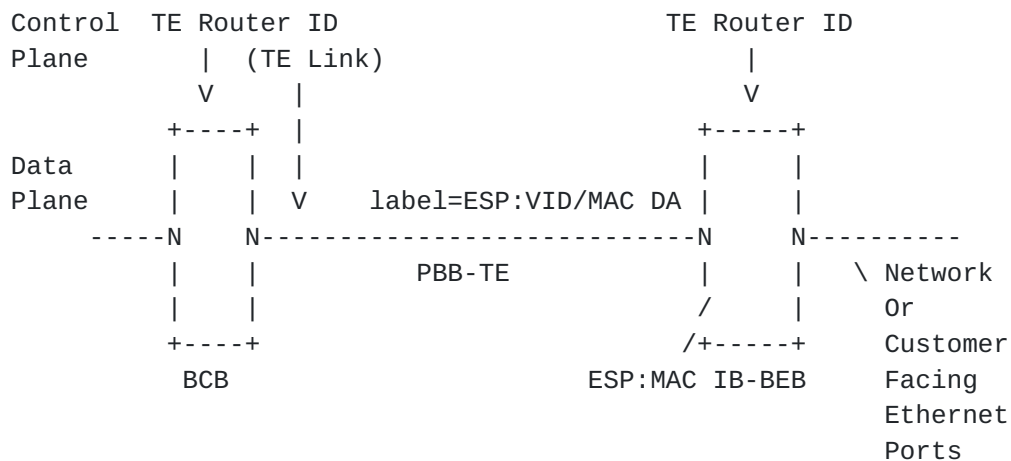 Control  TE Router ID                     TE Router ID
Plane       |  (TE Link)                       |
            V     |                            V
          +----+  |                         +-----+
Data      |    |  |                         |     |
Plane     |    |  V    label=ESP:VID/MAC DA |     |
     -----N    N----------------------------N     N----------
          |    |          PBB-TE            |     |   \ Network
          |    |                            /     |     Or
          +----+                           /+-----+     Customer
           BCB                       ESP:MAC IB-BEB     Facing
                                                        Ethernet
                                                        Ports